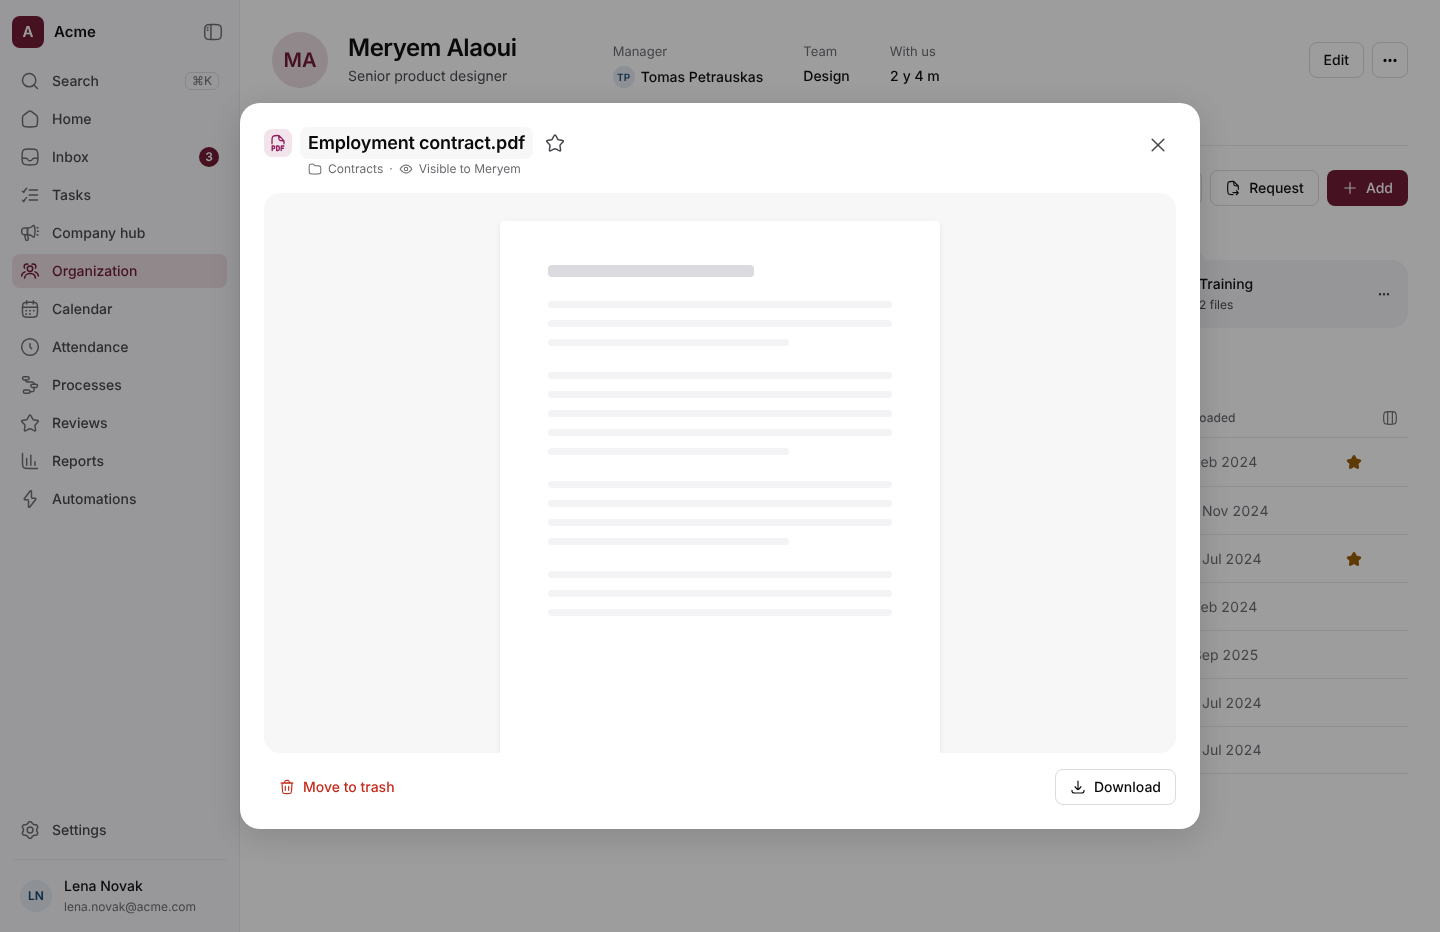 A Acme
Search ⌘K
Home
Inbox 3
Tasks
Company hub
Organization
Calendar
Attendance
Processes
Reviews
Reports
Automations
Settings
LN Lena Novak
lena.novak@acme.com
MA Meryem Alaoui
Senior product designer
Manager
TP Tomas Petrauskas
Team
Design
With us
2 y 4 m
Edit
Request
Add
Training
2 files
oaded
eb 2024
Nov 2024
Jul 2024
eb 2024
Sep 2025
Jul 2024
Jul 2024
PDF Employment contract.pdf
Contracts · Visible to Meryem
Move to trash
Download